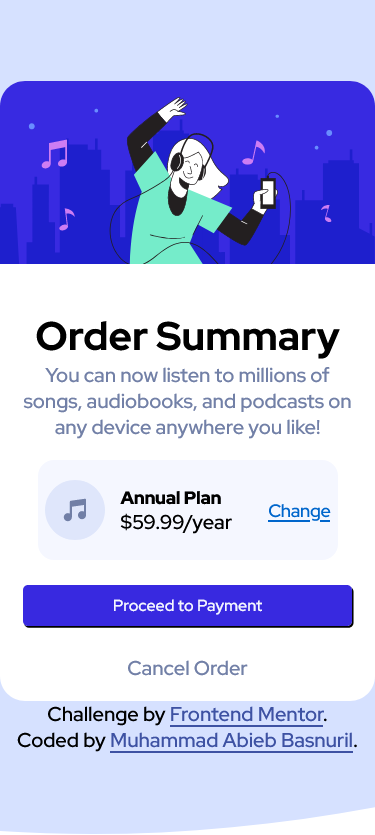 Order Summary
You can now listen to millions of
songs, audiobooks, and podcasts on
any device anywhere you like!
Annual Plan
$59.99/year
Change
Proceed to Payment
Cancel Order
Challenge by Frontend Mentor.
Coded by Muhammad Abieb Basnuril.